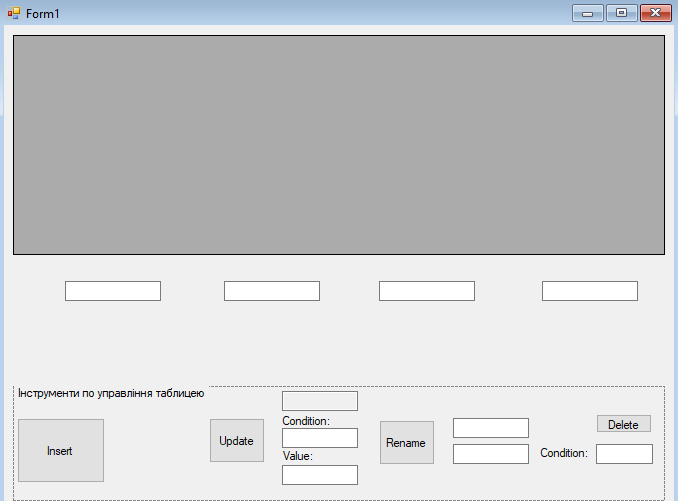 Form1
Інструменти по управління таблицею
Insert
Update
Condition:
Value:
Rename
Delete
Condition: